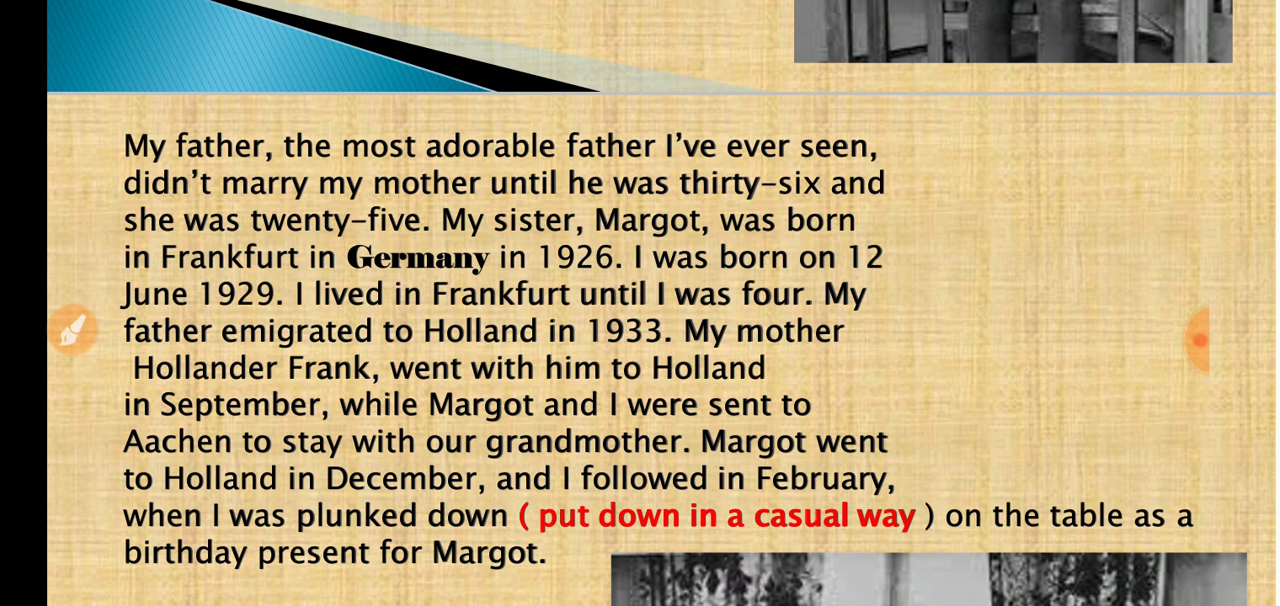 My father, the most adorable father I've ever seen,
didn't marry my mother until he was thirty-six and
she was twenty-five. My sister, Margot, was born
in Frankfurt in Germany in 1926. I was born on 12
June 1929. I lived in Frankfurt until I was four. My
father emigrated to Holland in 1933. My mother
Hollander Frank, went with him to Holland
in September, while Margot and I were sent to
Aachen to stay with our grandmother. Margot went
to Holland in December, and I followed in February,
when I was plunked down ( put down in a casual way ) on the table as a
birthday present for Margot.